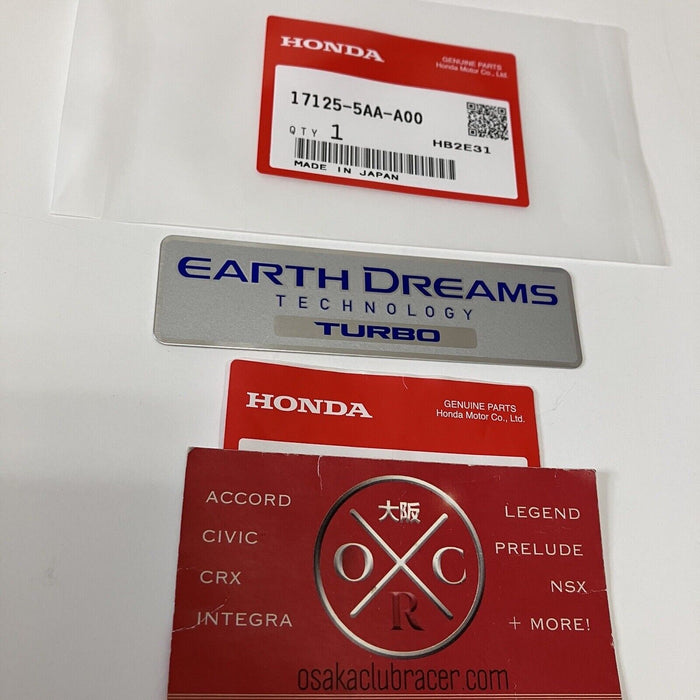 HONDA
GENUINE PARTS
Honda Motor Co., Ltd.
17125-5AA-A00
QTY 1
HB2E31
MADE IN JAPAN
EARTH DREAMS
TECHNOLOGY
TURBO
HONDA
GENUINE PARTS
Honda Motor Co., Ltd.
ACCORD
CIVIC
CRX
INTEGRA
大阪
O C
R
LEGEND
PRELUDE
NSX
+ MORE!
osakaclubracer.com